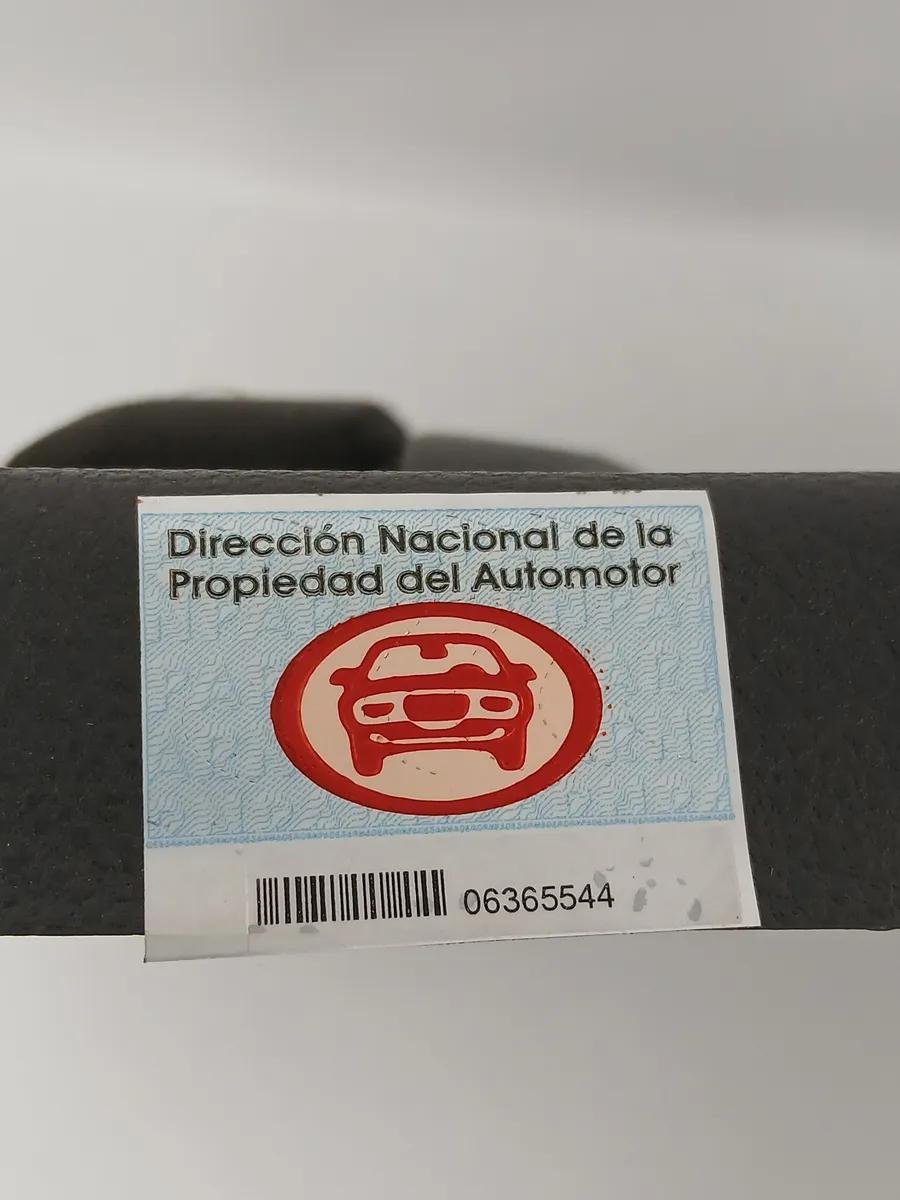 Dirección Nacional de la
Propiedad del Automotor
06365544